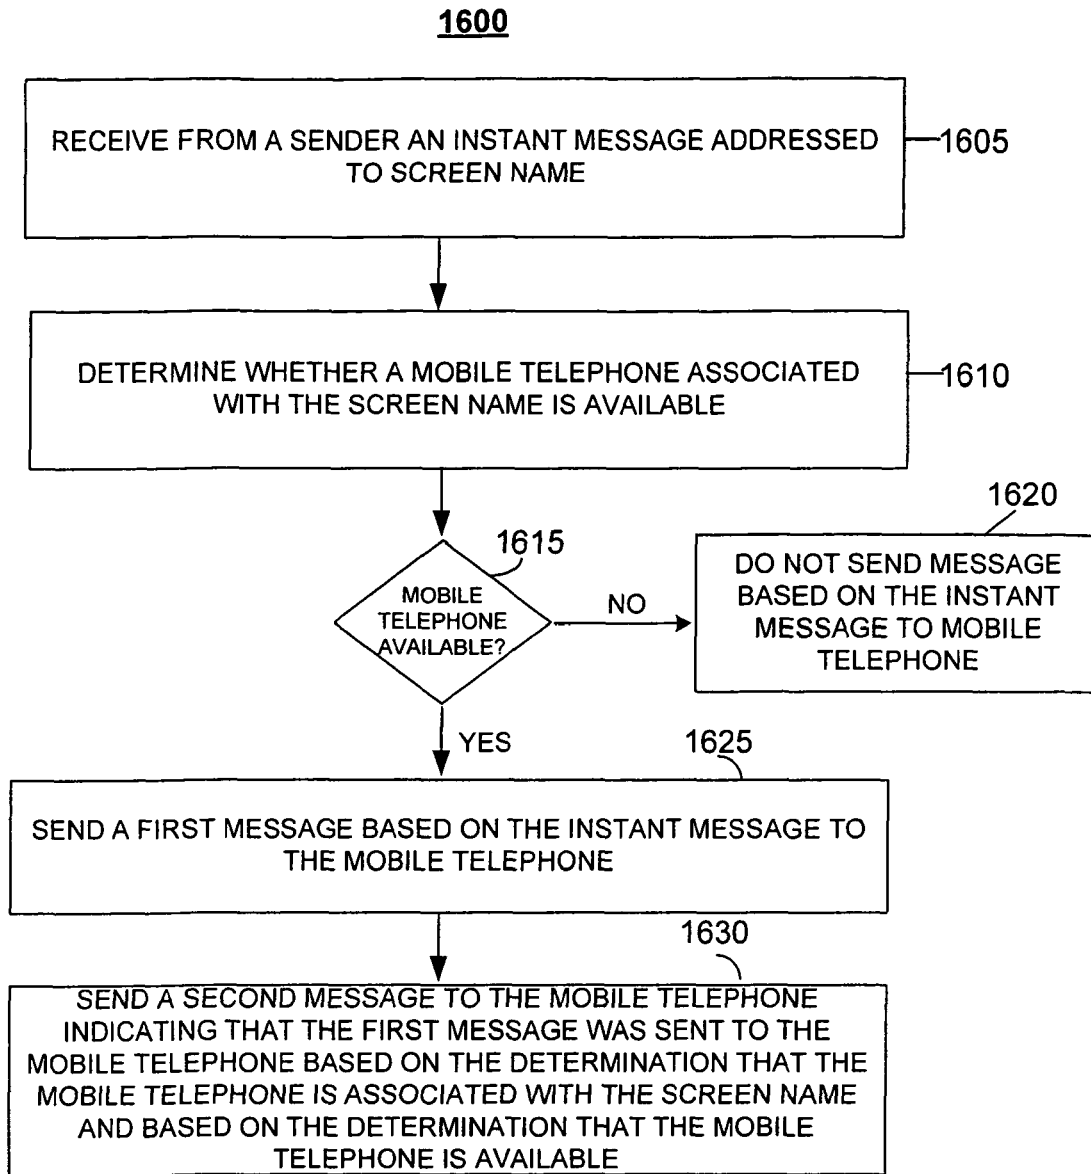 1600
RECEIVE FROM A SENDER AN INSTANT MESSAGE ADDRESSED
TO SCREEN NAME
1605
DETERMINE WHETHER A MOBILE TELEPHONE ASSOCIATED
WITH THE SCREEN NAME IS AVAILABLE
1610
1615
MOBILE
TELEPHONE
AVAILABLE?
NO
1620
DO NOT SEND MESSAGE
BASED ON THE INSTANT
MESSAGE TO MOBILE
TELEPHONE
YES
1625
SEND A FIRST MESSAGE BASED ON THE INSTANT MESSAGE TO
THE MOBILE TELEPHONE
1630
SEND A SECOND MESSAGE TO THE MOBILE TELEPHONE
INDICATING THAT THE FIRST MESSAGE WAS SENT TO THE
MOBILE TELEPHONE BASED ON THE DETERMINATION THAT THE
MOBILE TELEPHONE IS ASSOCIATED WITH THE SCREEN NAME
AND BASED ON THE DETERMINATION THAT THE MOBILE
TELEPHONE IS AVAILABLE